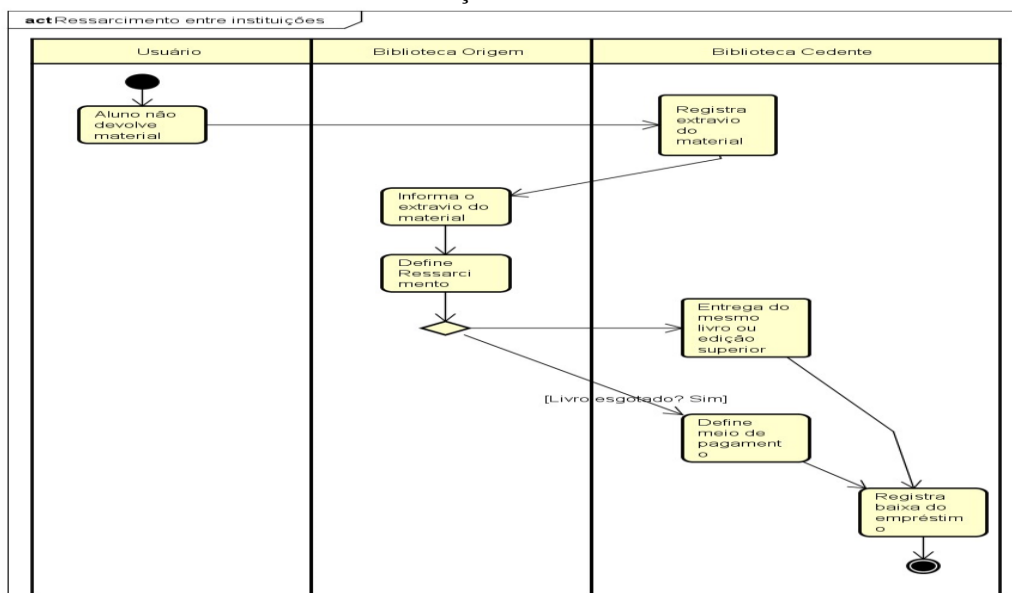 act Ressarcimento entre instituições
Usuário
Biblioteca Origem
Biblioteca Cedente
Aluno não
devolve
material
Registra
extravio
do
material
Informa o
extravio do
material
Define
Ressarci
mento
Entrega do
mesmo
livro ou
edição
superior
[Livro esgotado? Sim]
Define
meio de
pagament
o
Registra
baixa do
empréstim
o